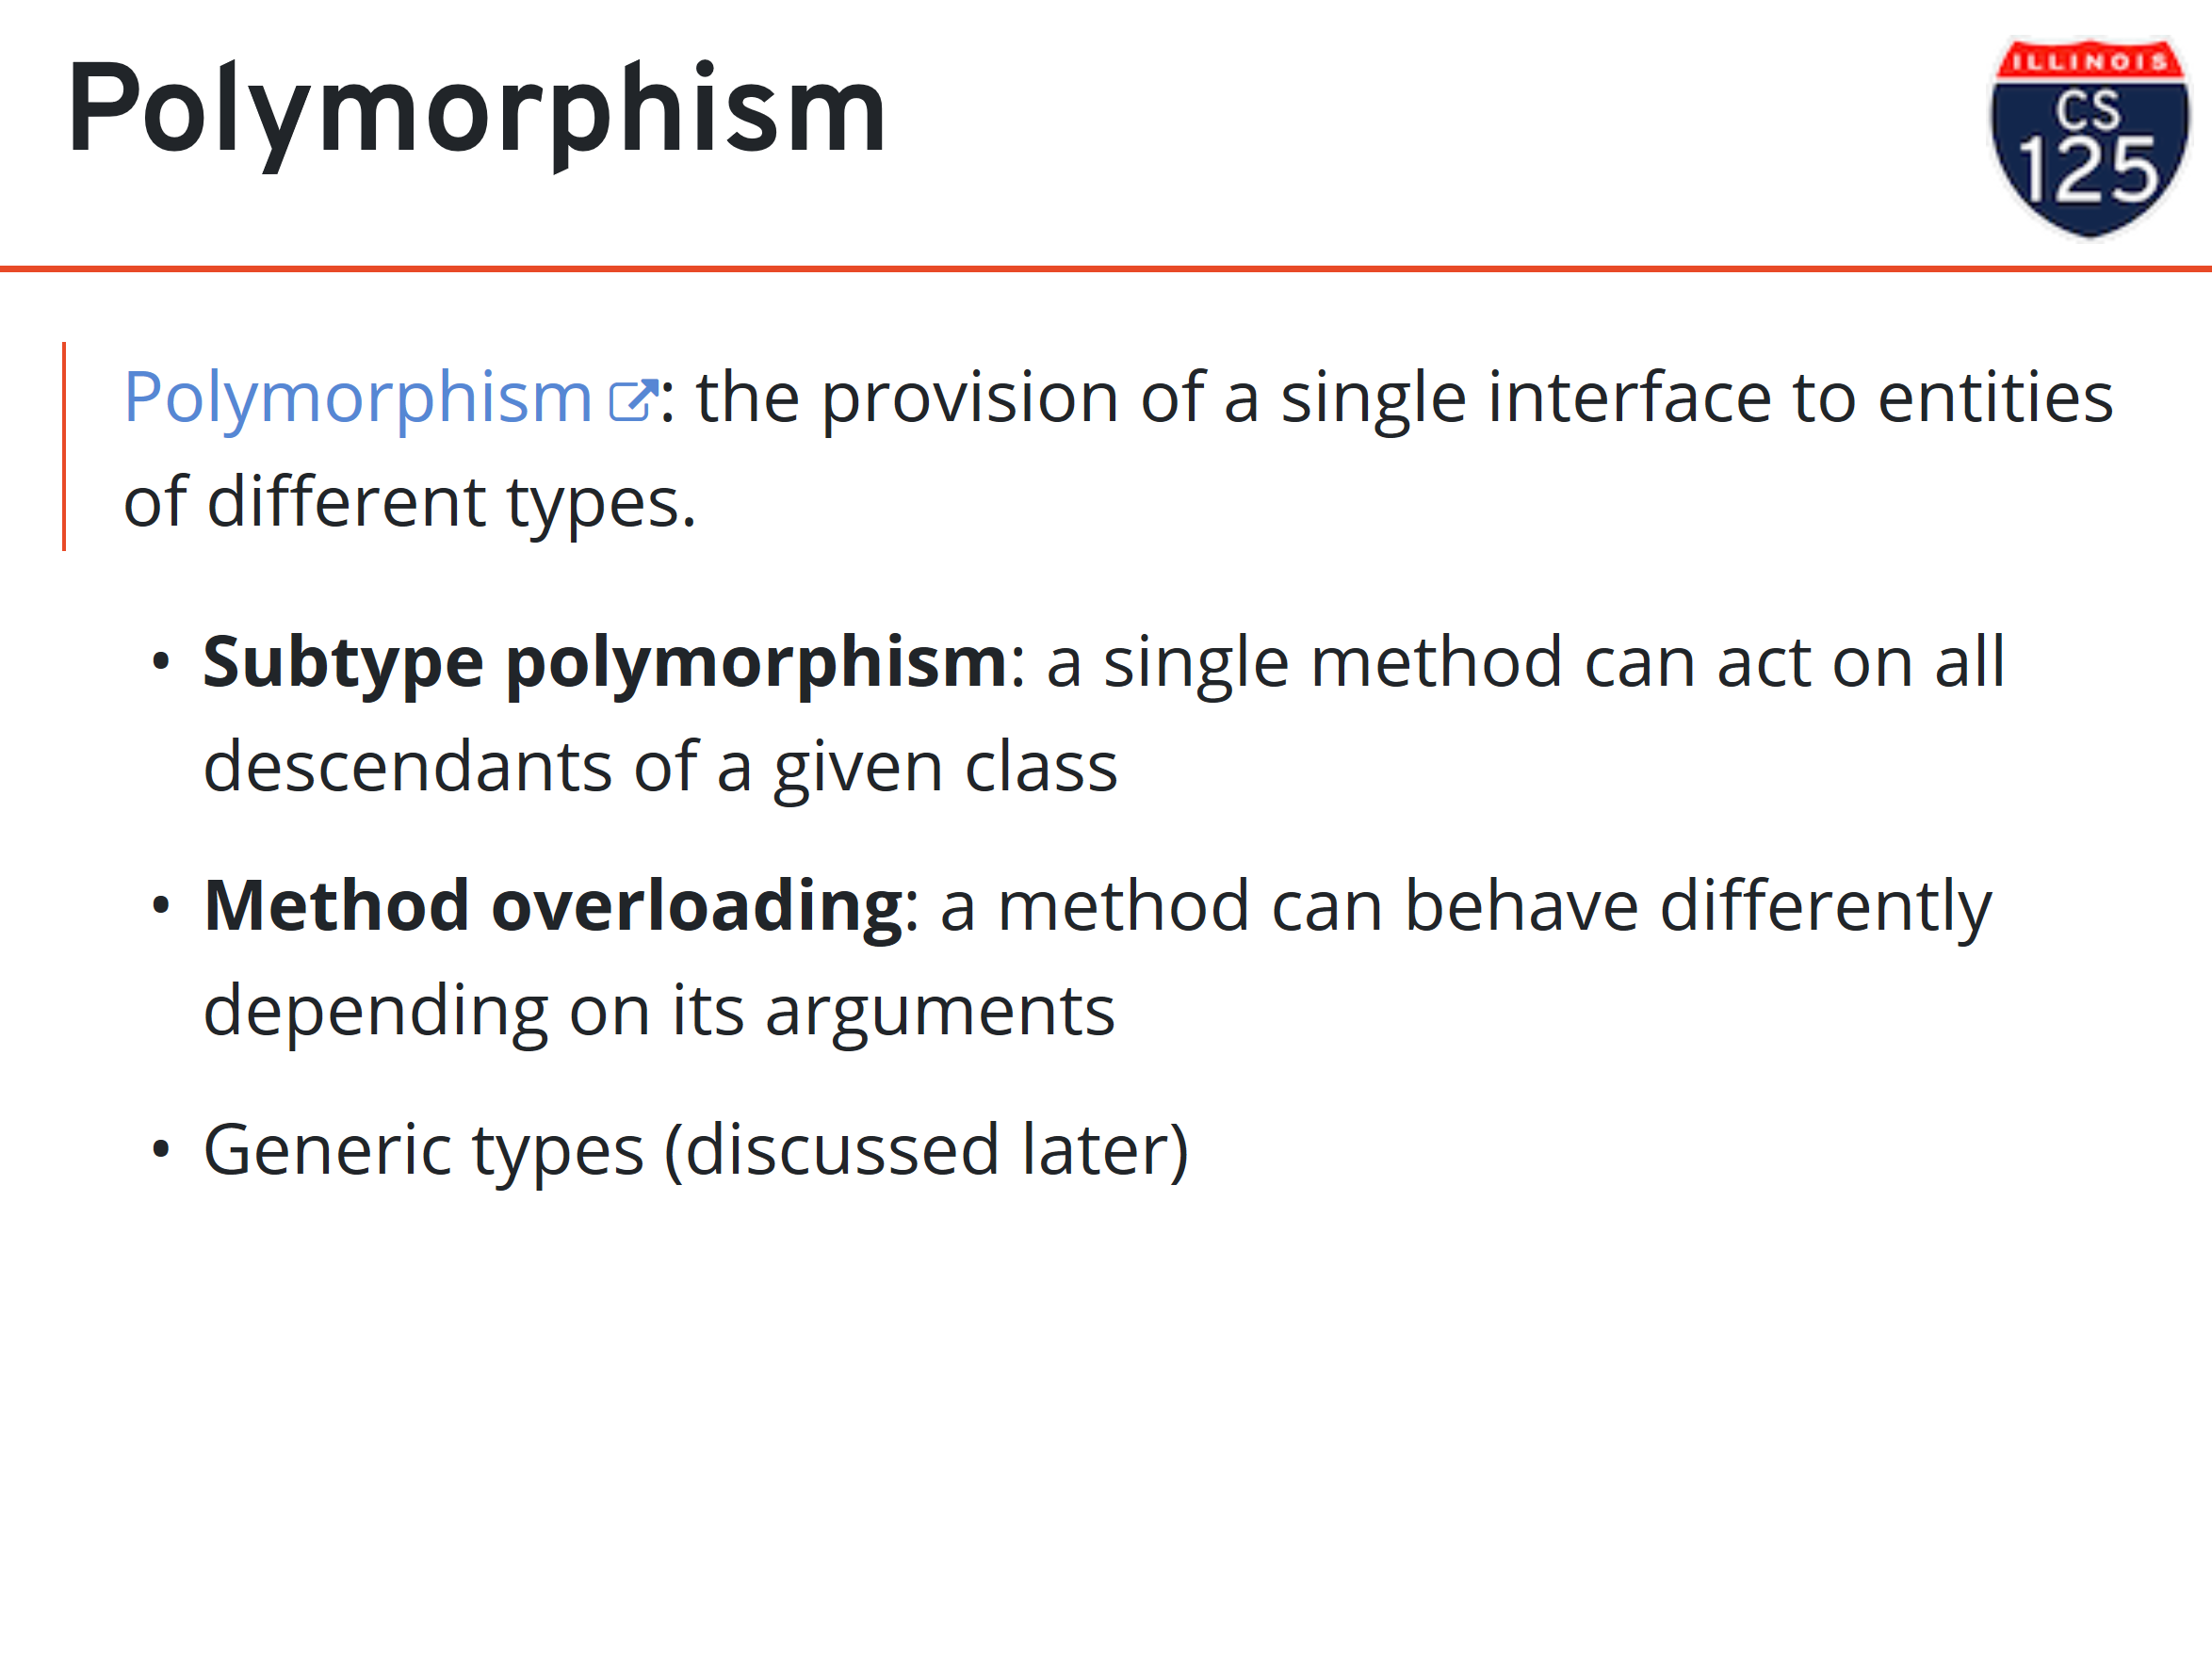 Polymorphism
ILLINOIS
CS
125
Polymorphism: the provision of a single interface to entities
of different types.
• Subtype polymorphism: a single method can act on all
descendants of a given class
• Method overloading: a method can behave differently
depending on its arguments
• Generic types (discussed later)